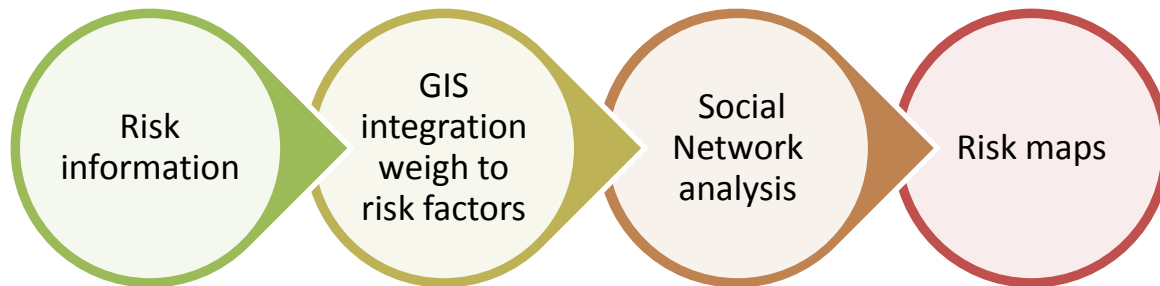 Risk
information
GIS
integration
weigh to
risk factors
Social
Network
analysis
Risk maps